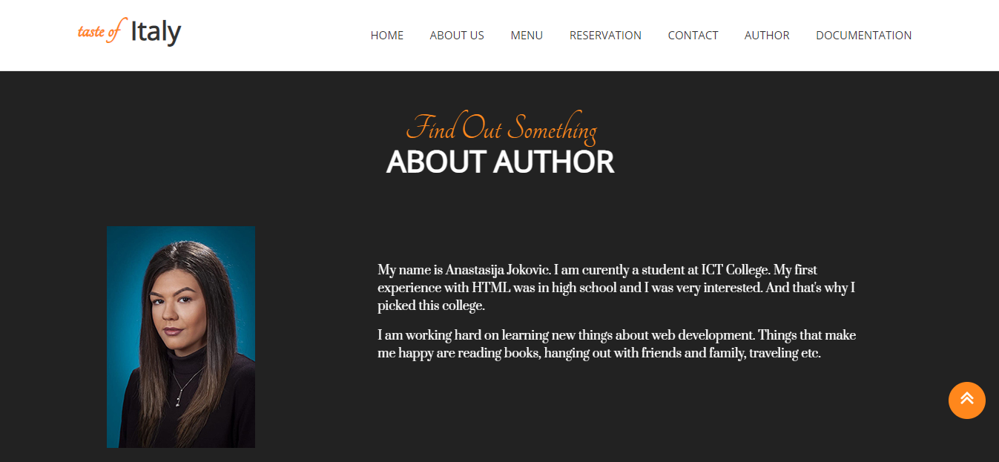 taste of Italy
HOME ABOUT US MENU RESERVATION CONTACT AUTHOR DOCUMENTATION
Find Out Something
ABOUT AUTHOR
My name is Anastasija Jokovic. I am curently a student at ICT College. My first
experience with HTML was in high school and I was very interested. And that's why I
picked this college.
I am working hard on learning new things about web development. Things that make
me happy are reading books, hanging out with friends and family, traveling etc.